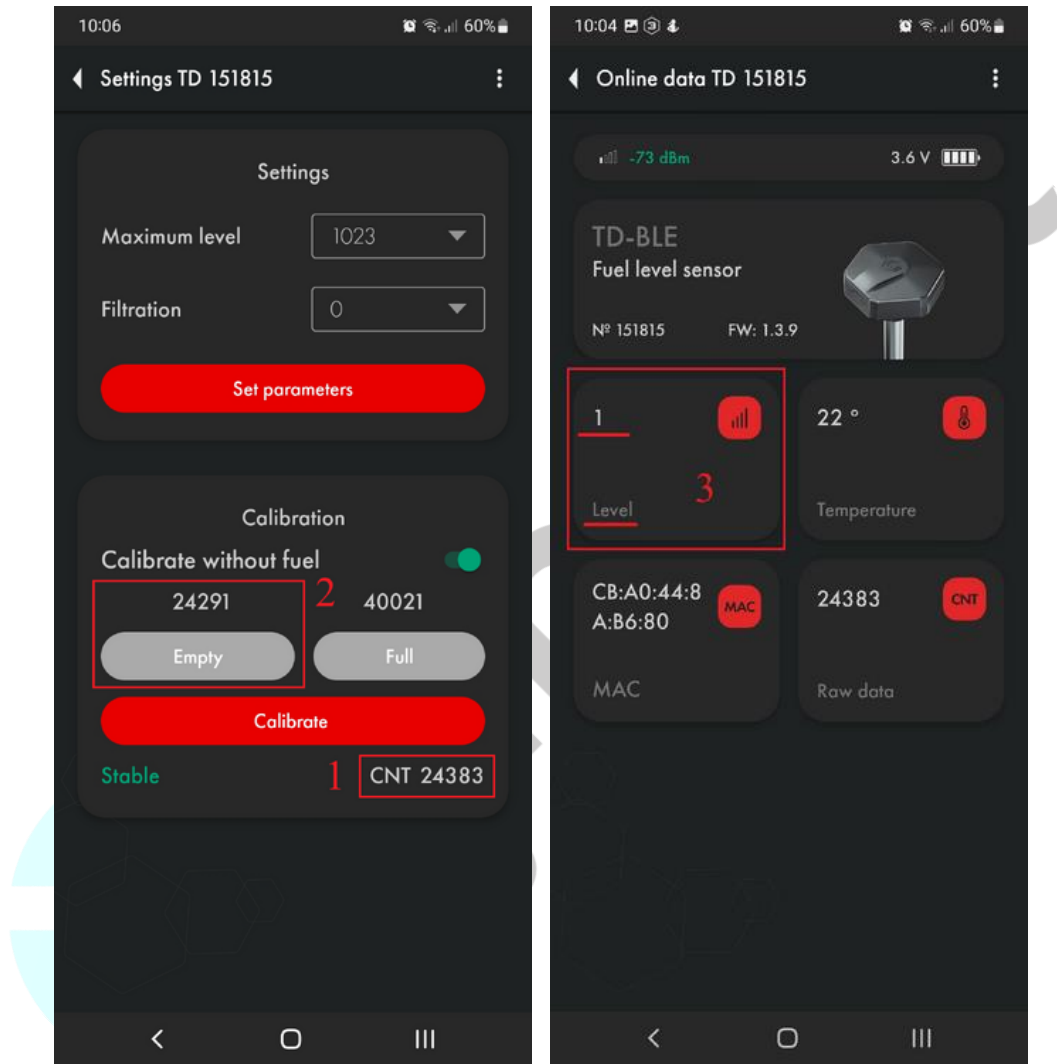 10:06
60%
Settings TD 151815
Settings
Maximum level 1023
Filtration 0
Set parameters
Calibration
Calibrate without fuel
24291 2 40021
Empty Full
Calibrate
Stable 1 CNT 24383
10:04
60%
Online data TD 151815
-73 dBm 3.6 V
TD-BLE
Fuel level sensor
Nº 151815 FW: 1.3.9
1
3
Level
22 °
Temperature
CB:A0:44:8
A:B6:80
MAC
MAC
24383 CNT
Raw data